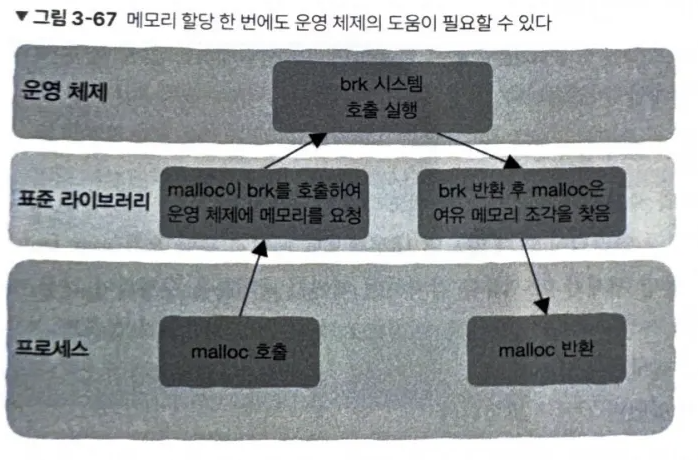 ▼ 그림 3-67 메모리 할당 한 번에도 운영 체제의 도움이 필요할 수 있다
운영 체제
brk 시스템
호출 실행
표준 라이브러리
malloc이 brk를 호출하여
운영 체제에 메모리를 요청
brk 반환 후 malloc은
여유 메모리 조각을 찾음
프로세스
malloc 호출
malloc 반환